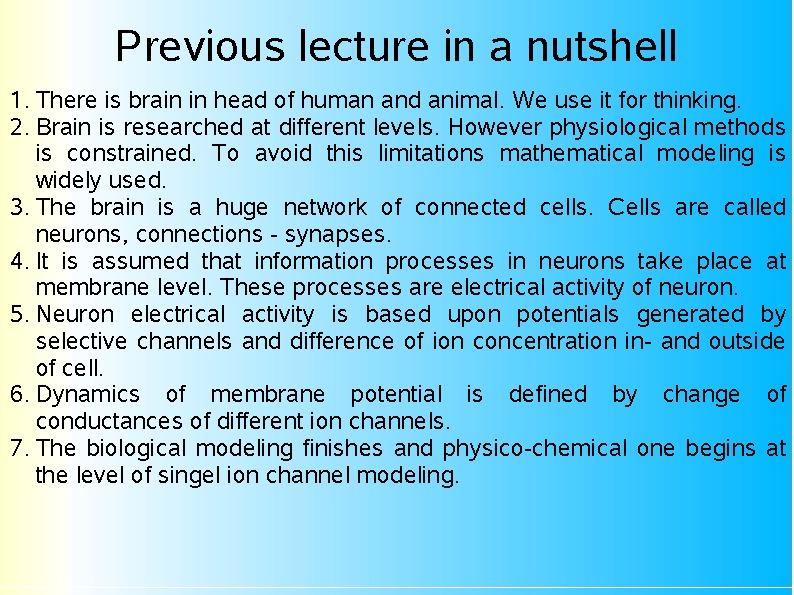 Previous lecture in a nutshell
1. There is brain in head of human and animal. We use it for thinking.
2. Brain is researched at different levels. However physiological methods
is constrained. To avoid this limitations mathematical modeling is
widely used.
3. The brain is a huge network of connected cells. Cells are called
neurons, connections - synapses.
4. It is assumed that information processes in neurons take place at
membrane level. These processes are electrical activity of neuron.
5. Neuron electrical activity is based upon potentials generated by
selective channels and difference of ion concentration in- and outside
of cell.
6. Dynamics of membrane potential is defined by change of
conductances of different ion channels.
7. The biological modeling finishes and physico-chemical one begins at
the level of singel ion channel modeling.